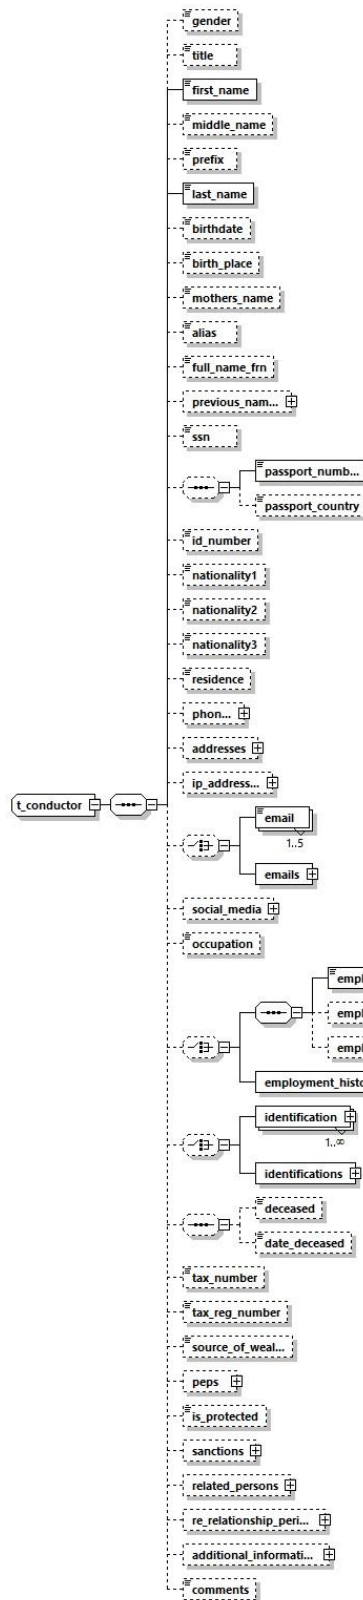 gender
title
first_name
middle_name
prefix
last_name
birthdate
birth_place
mothers_name
alias
full_name_frn
previous_nam...
ssn
passport_numb...
passport_country
id_number
nationality1
nationality2
nationality3
residence
phon...
addresses
ip_address...
t_conductor
email
1..5
emails
social_media
occupation
empl
empl
empl
employment_histo
identification
1..∞
identifications
deceased
date_deceased
tax_number
tax_reg_number
source_of_weal...
peps
is_protected
sanctions
related_persons
re_relationship_peri...
additional_informati...
comments